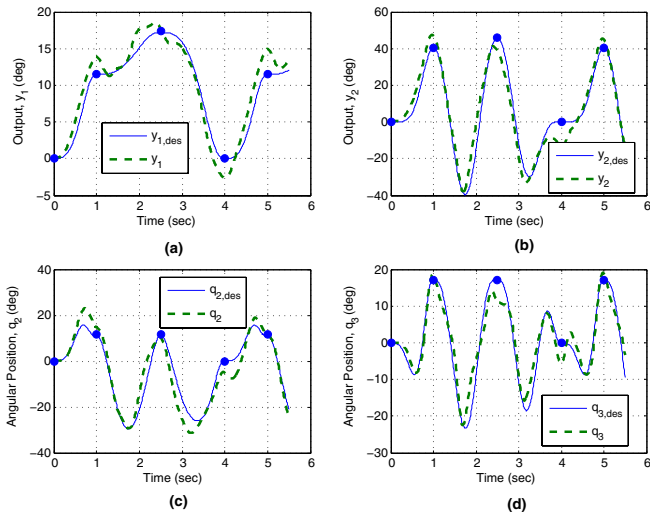 20
15
10
5
0
−5
Output: y1 (deg)
y1,des
y1
0 1 2 3 4 5 6
Time (sec)
(a)
60
40
20
0
−20
−40
Output: y2 (deg)
y2,des
y2
0 1 2 3 4 5 6
Time (sec)
(b)
40
20
0
−20
−40
Angular Position, q2 (deg)
q2,des
q2
0 1 2 3 4 5 6
Time (sec)
(c)
20
10
0
−10
−20
−30
Angular Position, q3 (deg)
q3,des
q3
0 1 2 3 4 5 6
Time (sec)
(d)